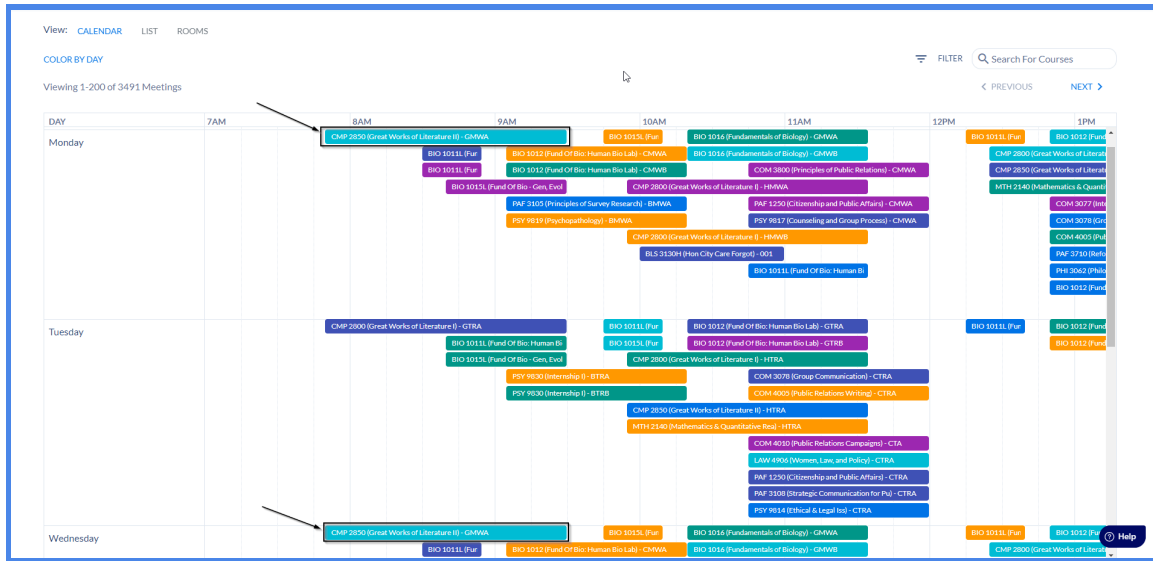 View: CALENDAR LIST ROOMS
COLOR BY DAY FILTER Search For Courses
Viewing 1-200 of 3491 Meetings PREVIOUS NEXT
DAY 7AM 8AM 9AM 10AM 11AM 12PM 1PM
Monday
CMP 2850 (Great Works of Literature II) - GMWA BIO 1015L (Fun BIO 1016 (Fundamentals of Biology) - GMWA BIO 1011L (Fun BIO 1012 (Fund
BIO 1011L (Fur BIO 1012 (Fund Of Bio: Human Bio Lab) - CMWA BIO 1016 (Fundamentals of Biology) - GMWB CMP 2800 (Great Works of Literatu
BIO 1011L (Fur BIO 1012 (Fund Of Bio: Human Bio Lab) - CMWB COM 3800 (Principles of Public Relations) - CMWA CMP 2850 (Great Works of Literatu
BIO 1015L (Fund Of Bio - Gen, Evol CMP 2800 (Great Works of Literature I) - HMWA MTH 2140 (Mathematics & Quanti
PAF 3105 (Principles of Survey Research) - BMWA PAF 1250 (Citizenship and Public Affairs) - CMWA COM 3077 (Int
PSY 9819 (Psychopathology) - BMWA PSY 9817 (Counseling and Group Process) - CMWA COM 3078 (Gro
CMP 2800 (Great Works of Literature I) - HMWB COM 4005 (Pub
BLS 3130H (Hon City Care Forgot) - 001 PAF 3710 (Refo
BIO 1011L (Fund Of Bio: Human Bi PHI 3062 (Philo
BIO 1012 (Fund
Tuesday
CMP 2800 (Great Works of Literature I) - GTRA BIO 1011L (Fur BIO 1012 (Fund Of Bio: Human Bio Lab) - GTRA BIO 1011L (Fur BIO 1012 (Fund
BIO 1011L (Fund Of Bio: Human Bi BIO 1015L (Fur BIO 1012 (Fund Of Bio: Human Bio Lab) - GTRB BIO 1012 (Fund
BIO 1015L (Fund Of Bio - Gen, Evol CMP 2800 (Great Works of Literature I) - HTRA
PSY 9830 (Internship I) - BTRA COM 3078 (Group Communication) - CTRA
PSY 9830 (Internship I) - BTRB COM 4005 (Public Relations Writing) - CTRA
CMP 2850 (Great Works of Literature II) - HTRA
MTH 2140 (Mathematics & Quantitative Rea) - HTRA
COM 4010 (Public Relations Campaigns) - CTA
LAW 4906 (Women, Law, and Policy) - CTRA
PAF 1250 (Citizenship and Public Affairs) - CTRA
PAF 3108 (Strategic Communication for Pu) - CTRA
PSY 9814 (Ethical & Legal Iss) - CTRA
Wednesday
CMP 2850 (Great Works of Literature II) - GMWA BIO 1015L (Fun BIO 1016 (Fundamentals of Biology) - GMWA BIO 1011L (Fun BIO 1012 (Fu
BIO 1011L (Fur BIO 1012 (Fund Of Bio: Human Bio Lab) - CMWA BIO 1016 (Fundamentals of Biology) - GMWB CMP 2800 (Great Works of Literatu
Help